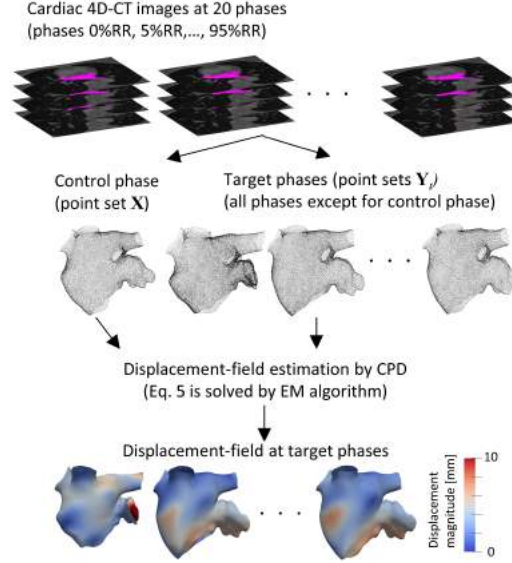 Cardiac 4D-CT images at 20 phases
(phases 0%RR, 5%RR,…, 95%RR)
Control phase
(point set X)
Target phases (point sets Yt)
(all phases except for control phase)
Displacement-field estimation by CPD
(Eq. 5 is solved by EM algorithm)
Displacement-field at target phases
Displacement
magnitude [mm]
10
0